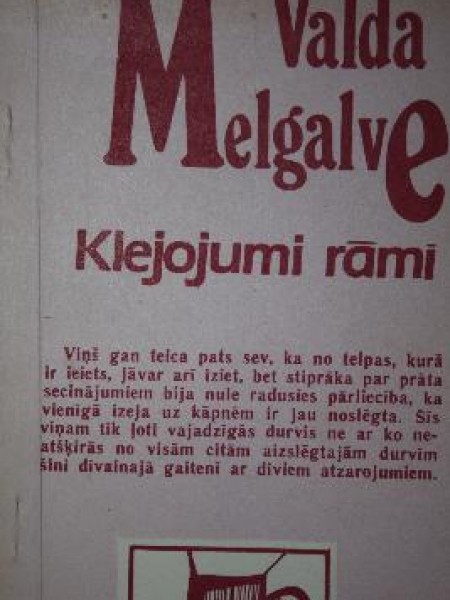 Valda
Melgalve
Klejojumi rāmi
Viņš gan teica pats sev, ka no telpas, kurā
ir ieiets, jāvar arī iziet, bet stiprāka par prāta
secinājumiem bija nule radusies pārliecība, ka
vienīgā izeja uz kāpnēm ir jau noslēgta. Šīs
viņam tik ļoti vajadzīgās durvis ne ar ko ne-
atšķirās no visām citām aizslēgtajām durvīm
šinī dīvainajā gaitenī ar diviem atzarojumiem.